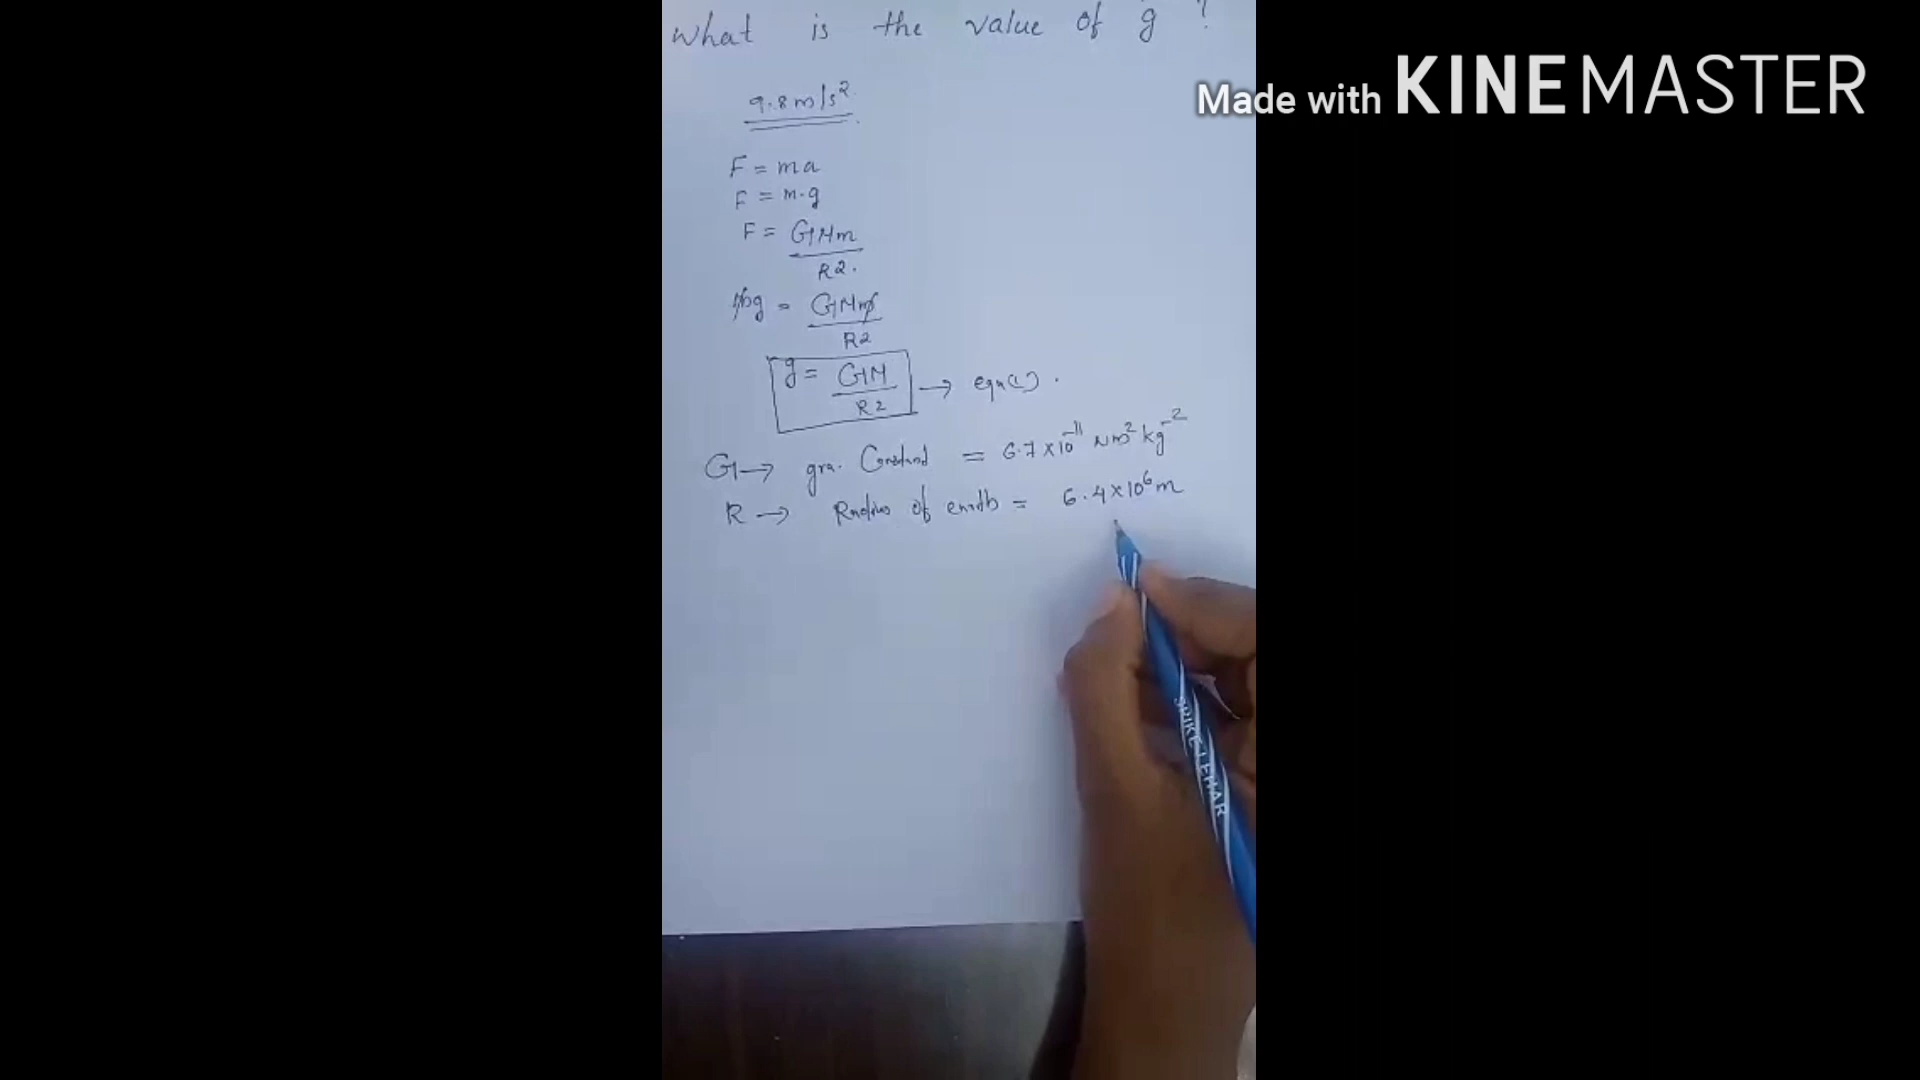 what is the value of g ?
Made with KINEMASTER
9.8 m/s²
F = ma
F = m.g
F = GMm
R2.
mg = GMm
R2
g = GM
R2
→ eqn(1) .
G → gra. Constant = 6.7 x 10⁻¹¹ Nm² kg⁻²
R → Radius of earth = 6.4 x 10⁶ m